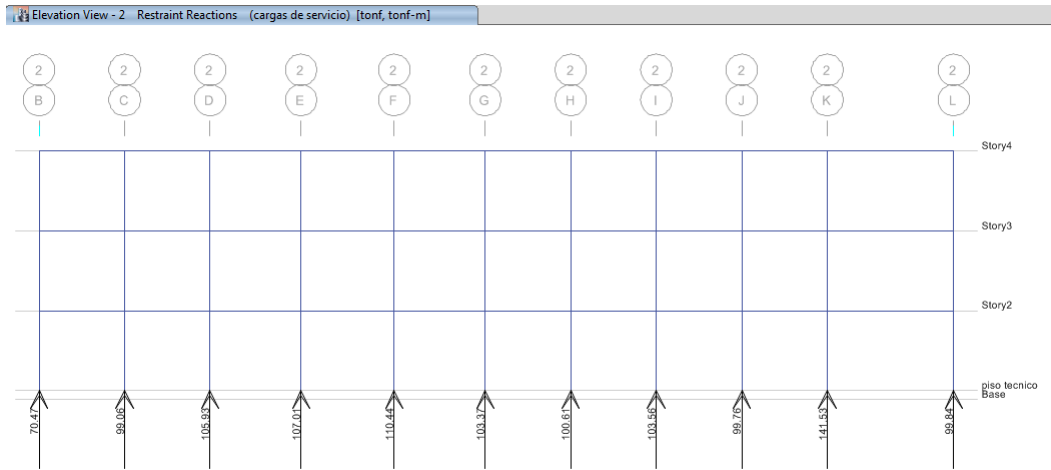 Elevation View - 2 Restraint Reactions (cargas de servicio) [tonf, tonf-m]
2 2 2 2 2 2 2 2 2 2 2
B C D E F G H I J K L
Story4
Story3
Story2
piso tecnico
Base
70.47 99.06 105.93 107.01 110.44 103.37 100.61 103.56 99.76 141.53 99.84